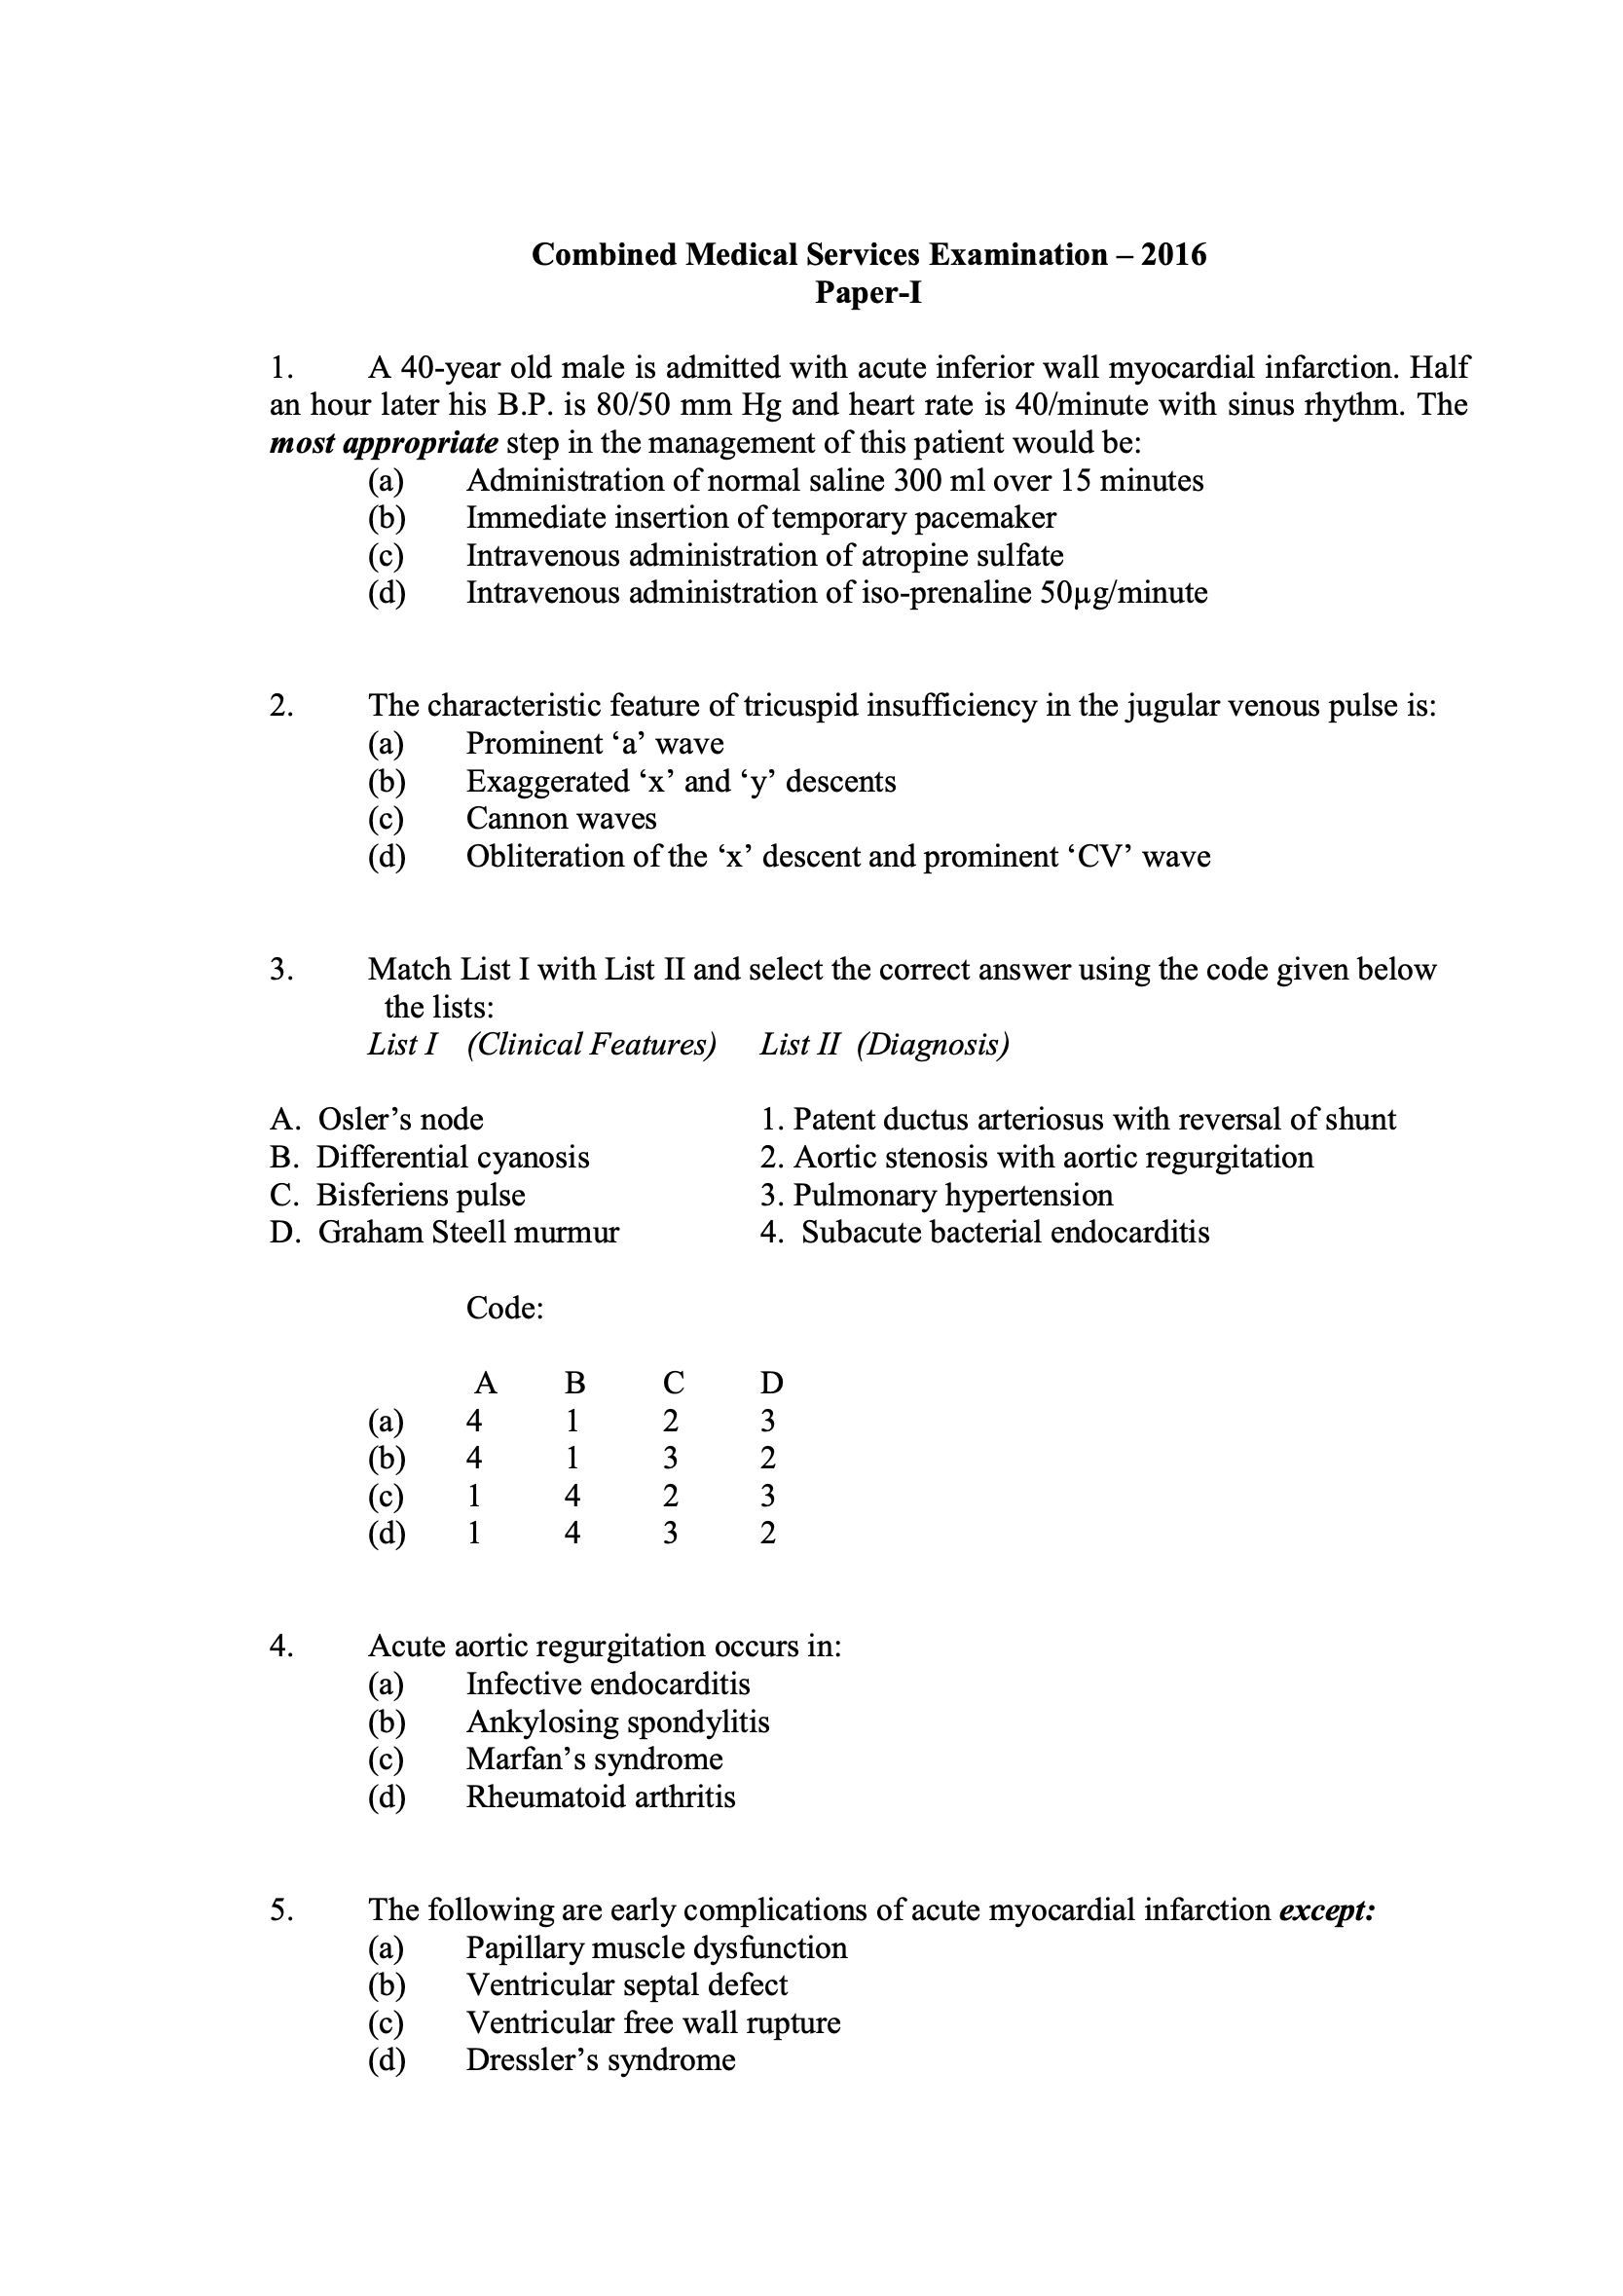 Combined Medical Services Examination – 2016
Paper-I
1. A 40-year old male is admitted with acute inferior wall myocardial infarction. Half
an hour later his B.P. is 80/50 mm Hg and heart rate is 40/minute with sinus rhythm. The
most appropriate step in the management of this patient would be:
(a) Administration of normal saline 300 ml over 15 minutes
(b) Immediate insertion of temporary pacemaker
(c) Intravenous administration of atropine sulfate
(d) Intravenous administration of iso-prenaline 50µg/minute
2. The characteristic feature of tricuspid insufficiency in the jugular venous pulse is:
(a) Prominent ‘a’ wave
(b) Exaggerated ‘x’ and ‘y’ descents
(c) Cannon waves
(d) Obliteration of the ‘x’ descent and prominent ‘CV’ wave
3. Match List I with List II and select the correct answer using the code given below
the lists:
List I (Clinical Features) List II (Diagnosis)
A. Osler’s node 1. Patent ductus arteriosus with reversal of shunt
B. Differential cyanosis 2. Aortic stenosis with aortic regurgitation
C. Bisferiens pulse 3. Pulmonary hypertension
D. Graham Steell murmur 4. Subacute bacterial endocarditis
Code:
A B C D
(a) 4 1 2 3
(b) 4 1 3 2
(c) 1 4 2 3
(d) 1 4 3 2
4. Acute aortic regurgitation occurs in:
(a) Infective endocarditis
(b) Ankylosing spondylitis
(c) Marfan’s syndrome
(d) Rheumatoid arthritis
5. The following are early complications of acute myocardial infarction except:
(a) Papillary muscle dysfunction
(b) Ventricular septal defect
(c) Ventricular free wall rupture
(d) Dressler’s syndrome